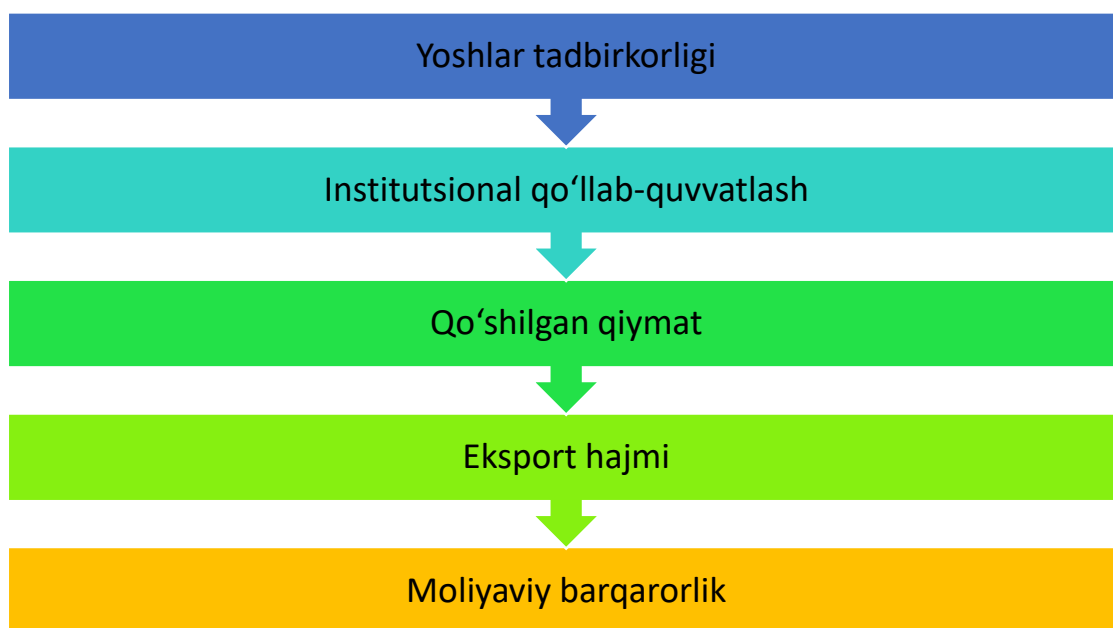 Yoshlar tadbirkorligi
Institutsional qo‘llab-quvvatlash
Qo‘shilgan qiymat
Eksport hajmi
Moliyaviy barqarorlik